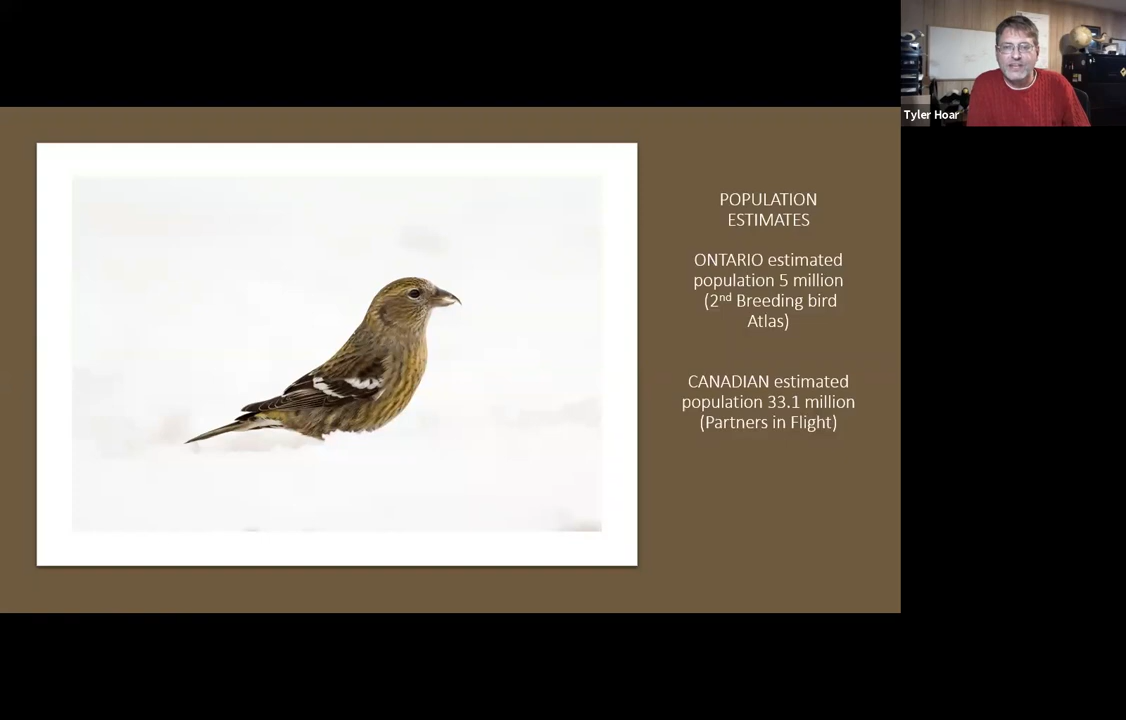 Tyler Hoar
POPULATION
ESTIMATES
ONTARIO estimated
population 5 million
(2nd Breeding bird
Atlas)
CANADIAN estimated
population 33.1 million
(Partners in Flight)